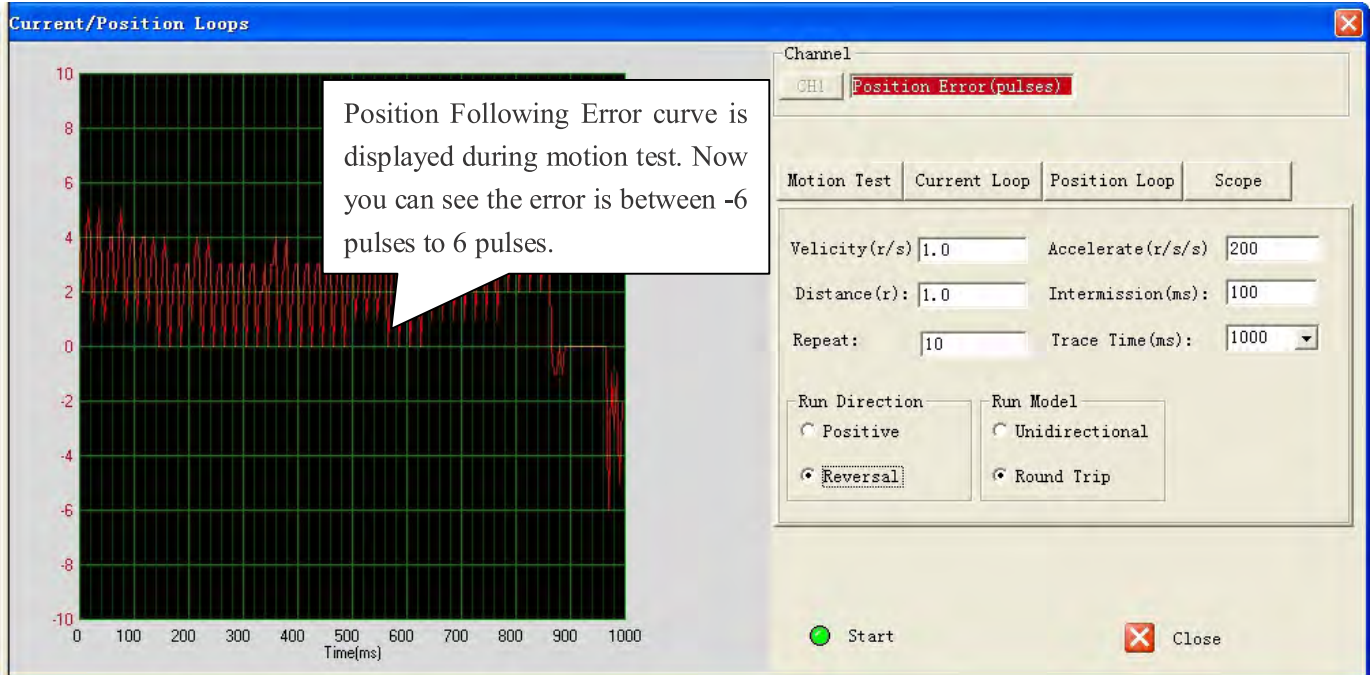 Current/Position Loops
10
8
6
4
2
0
-2
-4
-6
-8
-10
0 100 200 300 400 500 600 700 800 900 1000
Time(ms)
Position Following Error curve is
displayed during motion test. Now
you can see the error is between -6
pulses to 6 pulses.
Channel
CH1 Position Error(pulses)
Motion Test Current Loop Position Loop Scope
Velicity(r/s) 1.0 Accelerate(r/s/s) 200
Distance(r): 1.0 Intermission(ms): 100
Repeat: 10 Trace Time(ms): 1000
Run Direction Run Model
Positive Unidirectional
Reversal Round Trip
Start Close